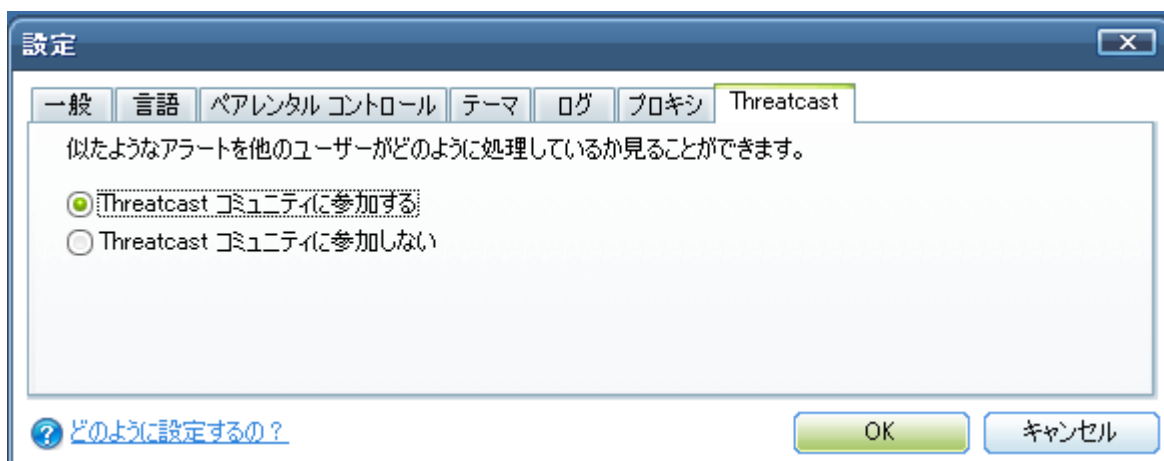 設定
一般 言語 ペアレンタル コントロール テーマ ログ プロキシ Threatcast
似たようなアラートを他のユーザーがどのように処理しているか見ることができます。
Threatcast コミュニティに参加する
Threatcast コミュニティに参加しない
どのように設定するの？ OK キャンセル